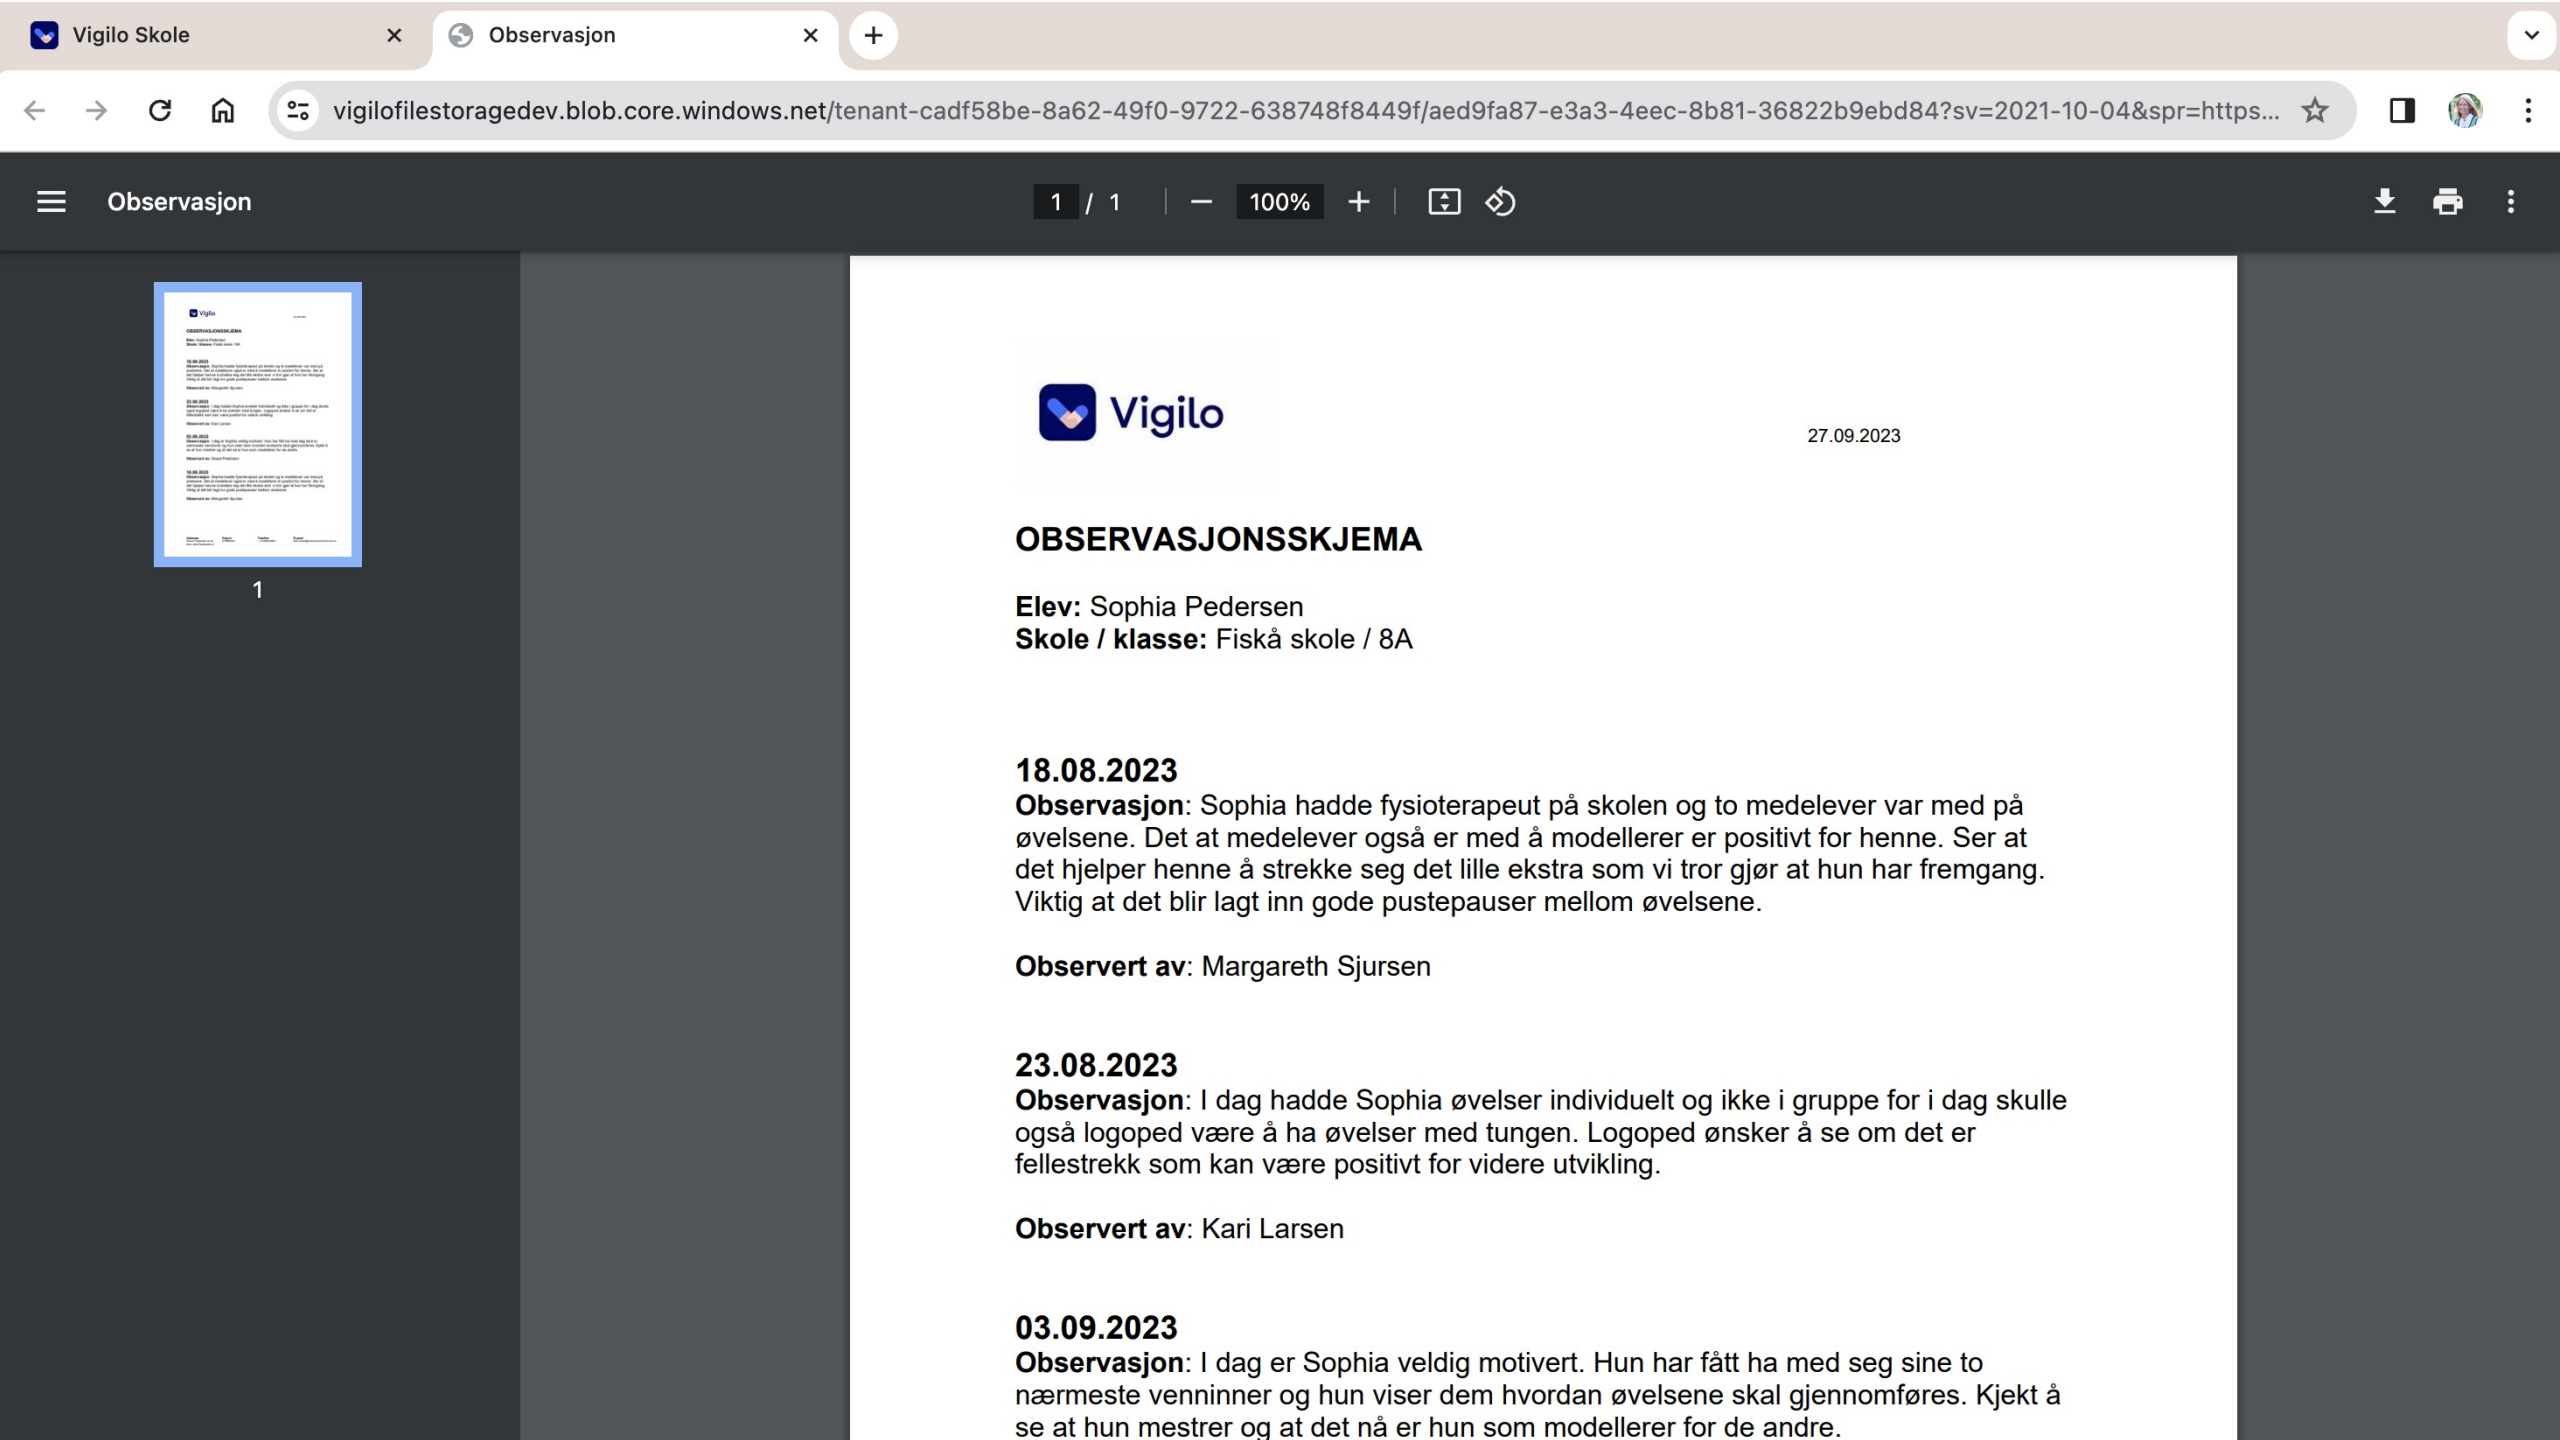 Vigilo Skole
Observasjon
vigilofilestoragedev.blob.core.windows.net/tenant-cadf58be-8a62-49f0-9722-638748f8449f/aed9fa87-e3a3-4eec-8b81-36822b9ebd84?sv=2021-10-04&spr=https...
Observasjon
1 / 1
100%
1
Vigilo
27.09.2023
OBSERVASJONSSKJEMA
Elev: Sophia Pedersen
Skole / klasse: Fiskå skole / 8A
18.08.2023
Observasjon: Sophia hadde fysioterapeut på skolen og to medelever var med på
øvelsene. Det at medelever også er med å modellerer er positivt for henne. Ser at
det hjelper henne å strekke seg det lille ekstra som vi tror gjør at hun har fremgang.
Viktig at det blir lagt inn gode pustepauser mellom øvelsene.
Observert av: Margareth Sjursen
23.08.2023
Observasjon: I dag hadde Sophia øvelser individuelt og ikke i gruppe for i dag skulle
også logoped være å ha øvelser med tungen. Logoped ønsker å se om det er
fellestrekk som kan være positivt for videre utvikling.
Observert av: Kari Larsen
03.09.2023
Observasjon: I dag er Sophia veldig motivert. Hun har fått ha med seg sine to
nærmeste venninner og hun viser dem hvordan øvelsene skal gjennomføres. Kjekt å
se at hun mestrer og at det nå er hun som modellerer for de andre.